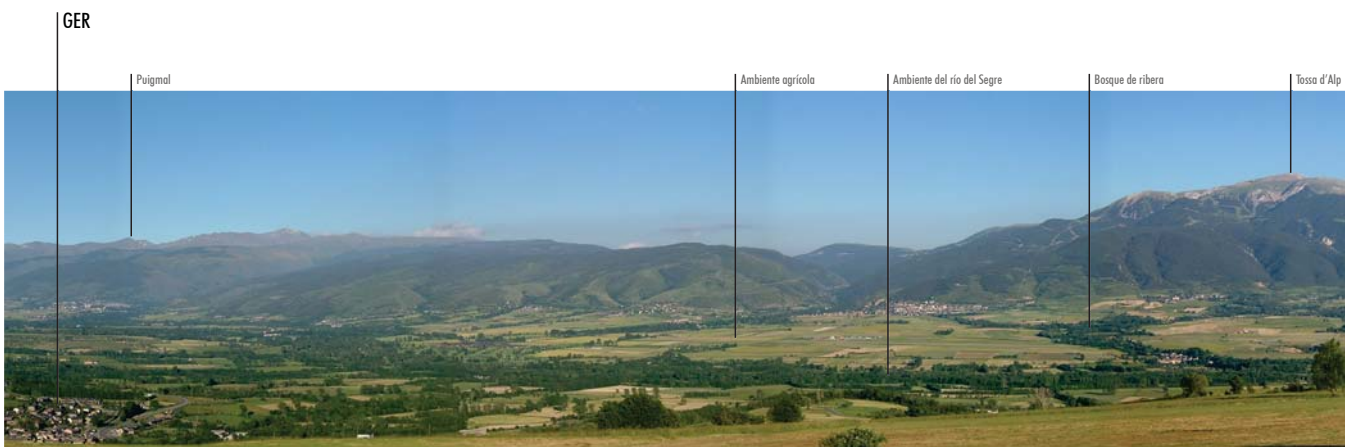 GER
Puigmal
Ambiente agrícola
Ambiente del río del Segre
Bosque de ribera
Tossa d'Alp